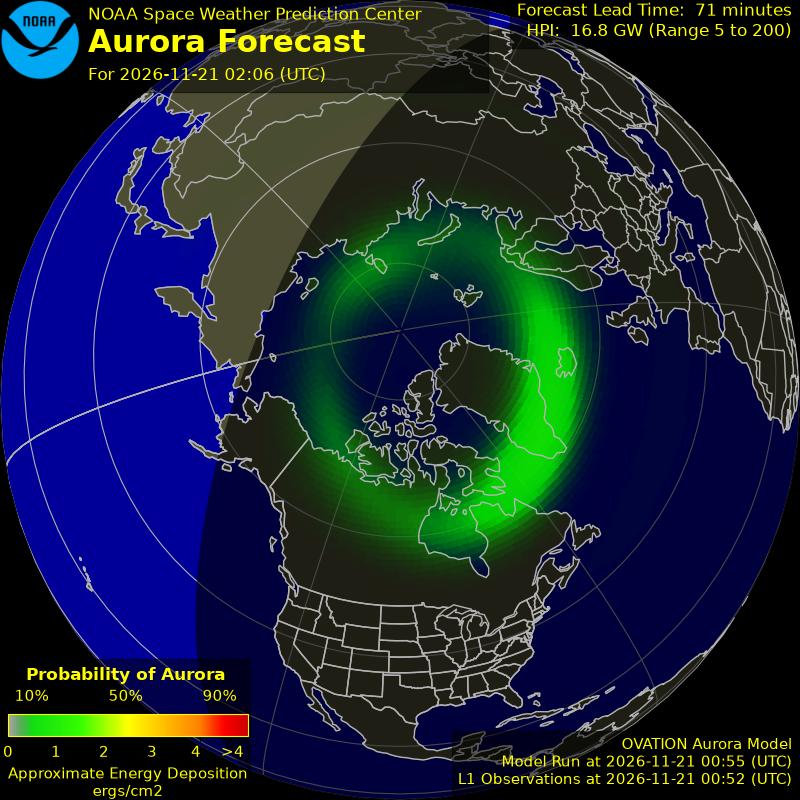 NOAA
NOAA Space Weather Prediction Center
Aurora Forecast
For 2026-11-21 02:06 (UTC)
Forecast Lead Time: 71 minutes
HPI: 16.8 GW (Range 5 to 200)
Probability of Aurora
10% 50% 90%
0 1 2 3 4 >4
Approximate Energy Deposition
ergs/cm2
OVATION Aurora Model
Model Run at 2026-11-21 00:55 (UTC)
L1 Observations at 2026-11-21 00:52 (UTC)